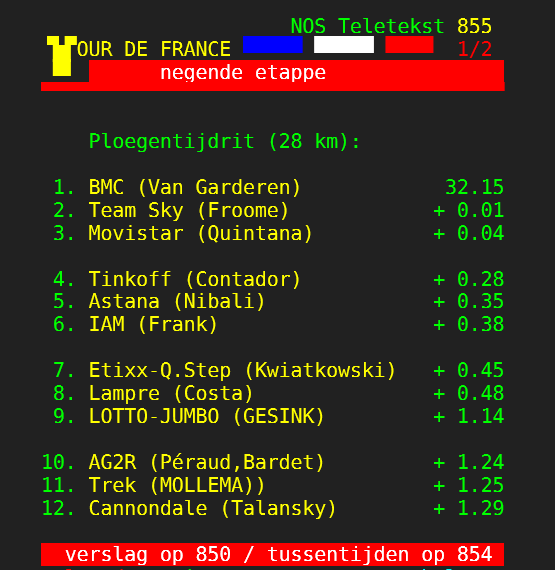 NOS Teletekst 855
TOUR DE FRANCE 1/2
negende etappe
Ploegentijdrit (28 km):
1. BMC (Van Garderen) 32.15
2. Team Sky (Froome) + 0.01
3. Movistar (Quintana) + 0.04
4. Tinkoff (Contador) + 0.28
5. Astana (Nibali) + 0.35
6. IAM (Frank) + 0.38
7. Etixx-Q.Step (Kwiatkowski) + 0.45
8. Lampre (Costa) + 0.48
9. LOTTO-JUMBO (GESINK) + 1.14
10. AG2R (Péraud,Bardet) + 1.24
11. Trek (MOLLEMA)) + 1.25
12. Cannondale (Talansky) + 1.29
verslag op 850 / tussentijden op 854